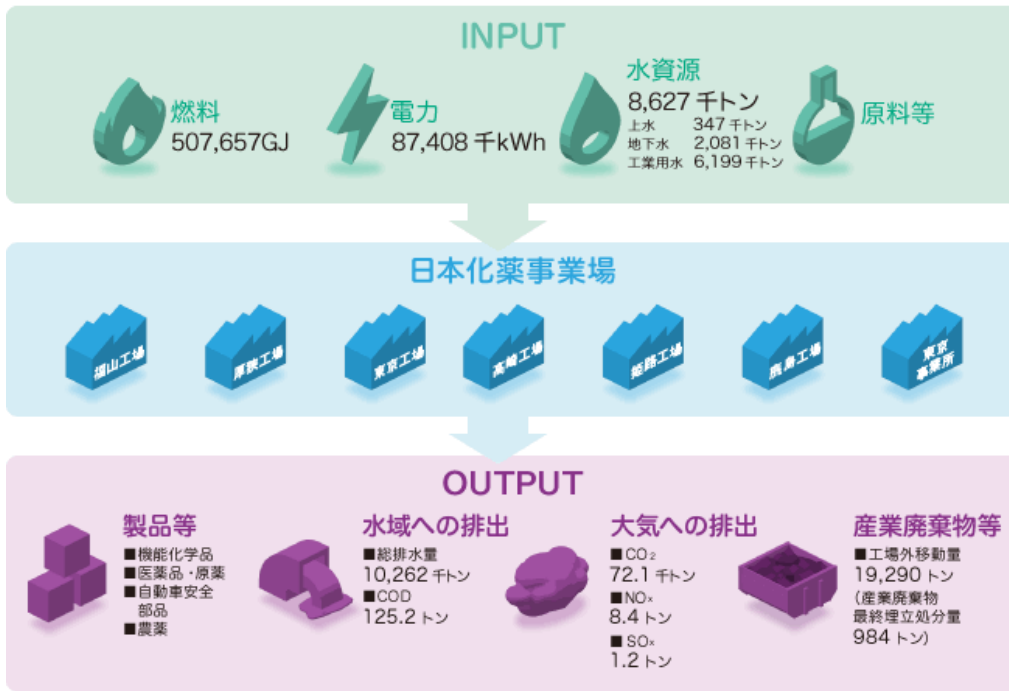 INPUT
燃料
507,657GJ
電力
87,408 千kWh
水資源
8,627 千トン
上水 347 千トン
地下水 2,081 千トン
工業用水 6,199 千トン
原料等
日本化薬事業場
福山工場
厚狭工場
東京工場
高崎工場
姫路工場
鹿島工場
東京
事業所
OUTPUT
製品等
■機能化学品
■医薬品・原薬
■自動車安全
部品
■農薬
水域への排出
■総排水量
10,262 千トン
■COD
125.2 トン
大気への排出
■CO₂
72.1 千トン
■NOx
8.4 トン
■SOx
1.2 トン
産業廃棄物等
■工場外移動量
19,290 トン
(産業廃棄物
最終埋立処分量
984 トン)